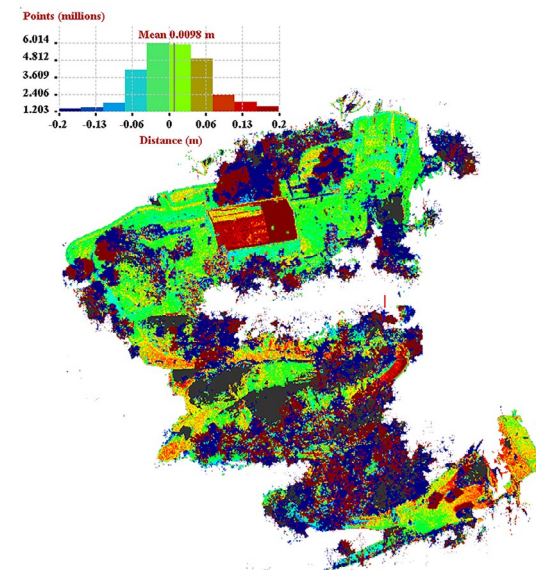 Points (millions)
Mean 0.0098 m
6.014
4.812
3.609
2.406
1.203
-0.2 -0.13 -0.06 0 0.06 0.13 0.2
Distance (m)